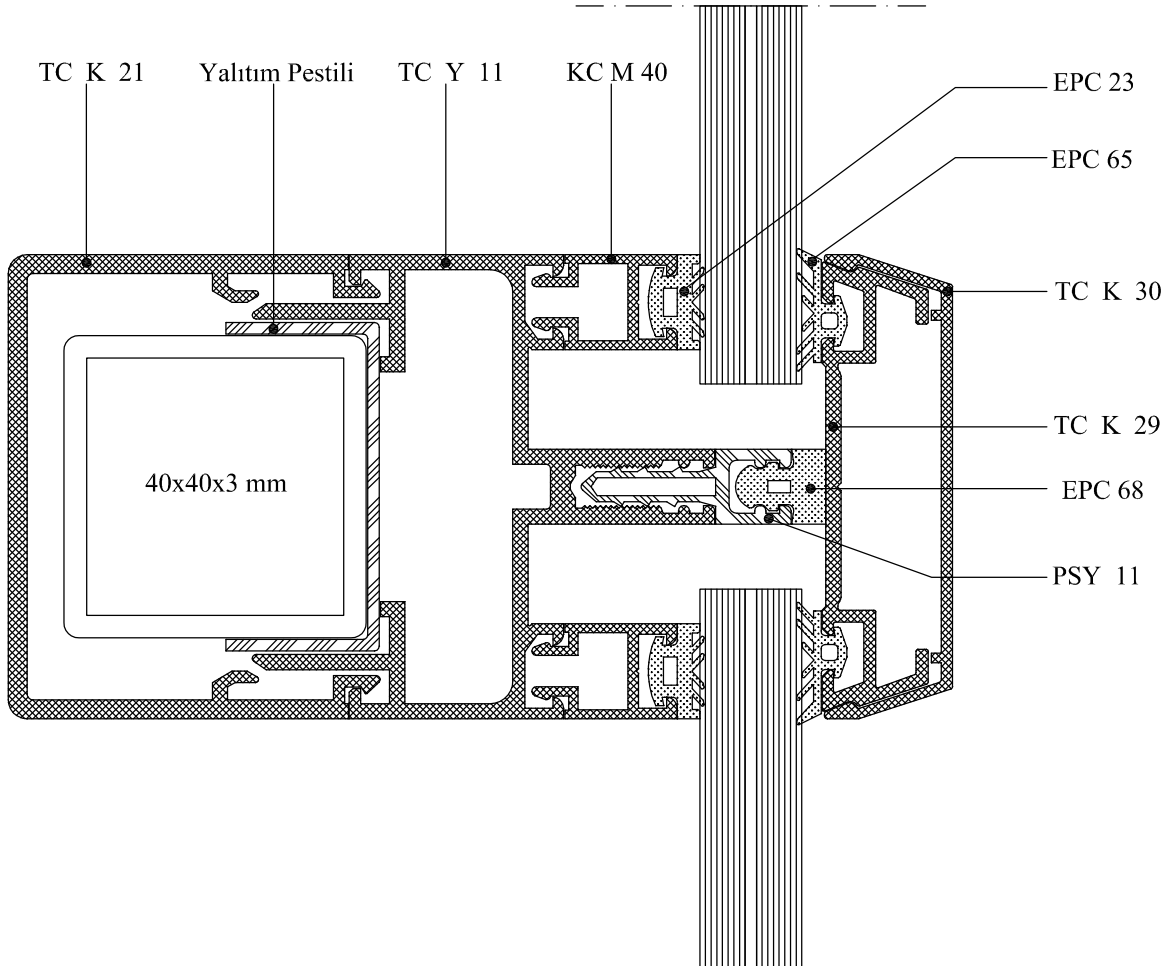 TC K 21
Yalıtım Pestili
TC Y 11
KC M 40
EPC 23
EPC 65
TC K 30
TC K 29
40x40x3 mm
EPC 68
PSY 11